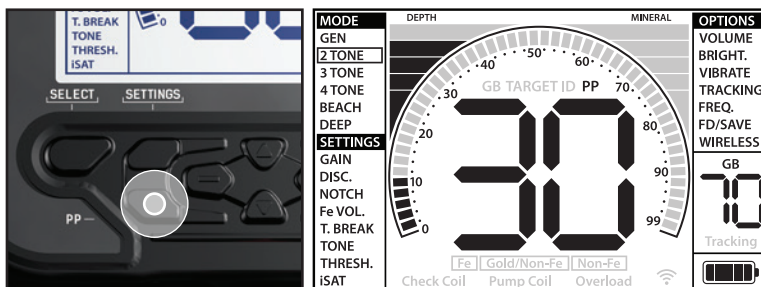 T. BREAK
TONE
THRESH.
iSAT
0
SELECT
SETTINGS
PP
MODE
GEN
2 TONE
3 TONE
4 TONE
BEACH
DEEP
SETTINGS
GAIN
DISC.
NOTCH
Fe VOL.
T. BREAK
TONE
THRESH.
iSAT
DEPTH
MINERAL
0
10
20
30
40
50
60
70
80
90
99
GB TARGET ID PP
30
Fe Gold/Non-Fe Non-Fe
Check Coil Pump Coil Overload
OPTIONS
VOLUME
BRIGHT.
VIBRATE
TRACKING
FREQ.
FD/SAVE
WIRELESS
GB
70
Tracking